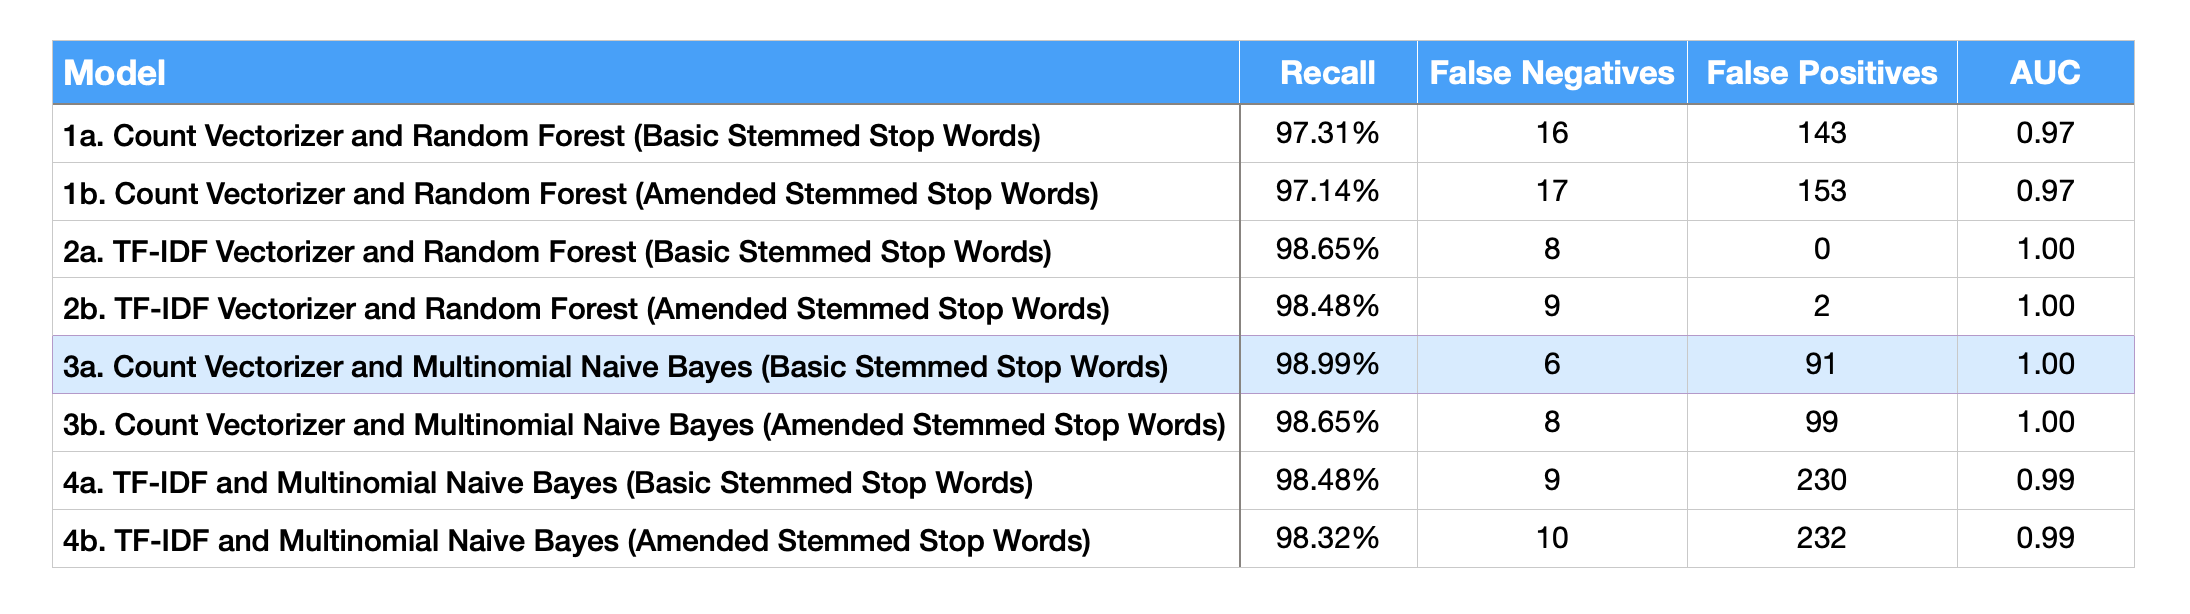 Model Recall False Negatives False Positives AUC
1a. Count Vectorizer and Random Forest (Basic Stemmed Stop Words) 97.31% 16 143 0.97
1b. Count Vectorizer and Random Forest (Amended Stemmed Stop Words) 97.14% 17 153 0.97
2a. TF-IDF Vectorizer and Random Forest (Basic Stemmed Stop Words) 98.65% 8 0 1.00
2b. TF-IDF Vectorizer and Random Forest (Amended Stemmed Stop Words) 98.48% 9 2 1.00
3a. Count Vectorizer and Multinomial Naive Bayes (Basic Stemmed Stop Words) 98.99% 6 91 1.00
3b. Count Vectorizer and Multinomial Naive Bayes (Amended Stemmed Stop Words) 98.65% 8 99 1.00
4a. TF-IDF and Multinomial Naive Bayes (Basic Stemmed Stop Words) 98.48% 9 230 0.99
4b. TF-IDF and Multinomial Naive Bayes (Amended Stemmed Stop Words) 98.32% 10 232 0.99